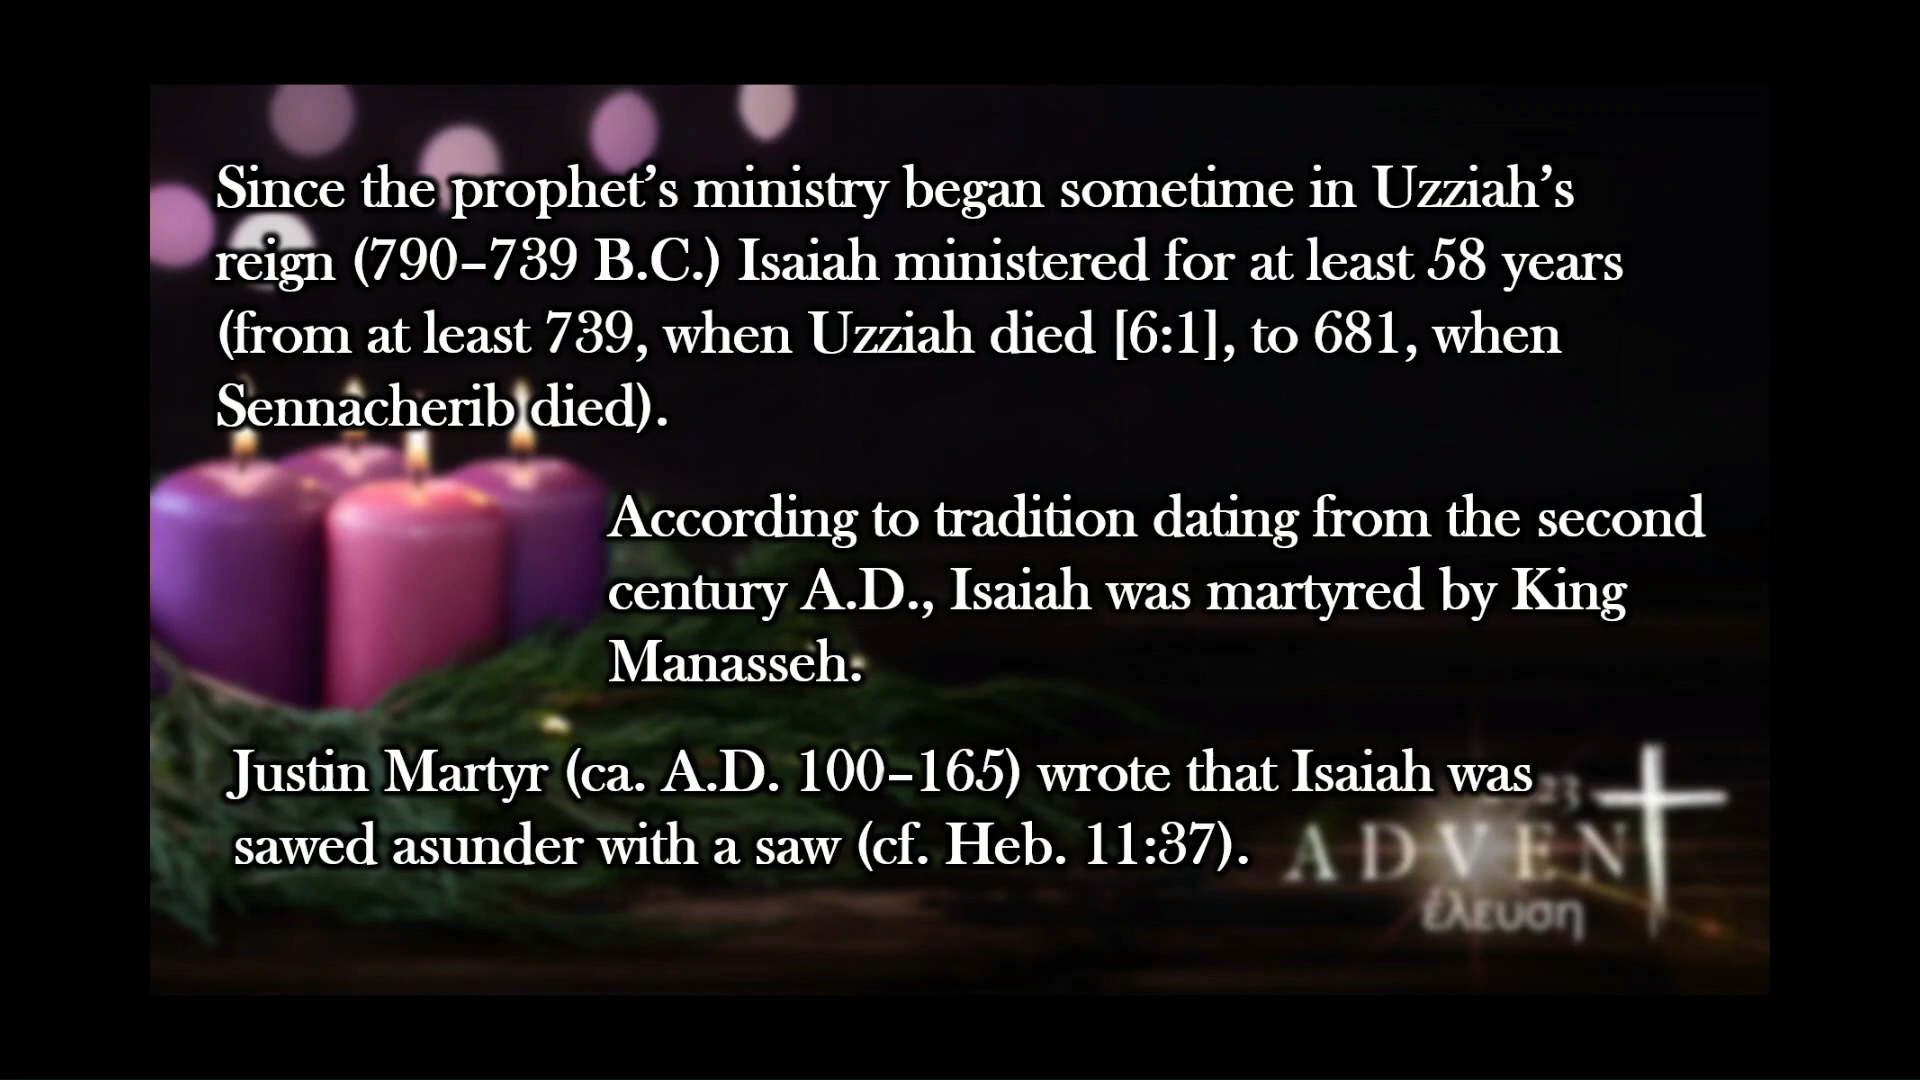 Since the prophet’s ministry began sometime in Uzziah’s
reign (790–739 B.C.) Isaiah ministered for at least 58 years
(from at least 739, when Uzziah died [6:1], to 681, when
Sennacherib died).
According to tradition dating from the second
century A.D., Isaiah was martyred by King
Manasseh.
Justin Martyr (ca. A.D. 100–165) wrote that Isaiah was
sawed asunder with a saw (cf. Heb. 11:37).
ADVENT
έλευση